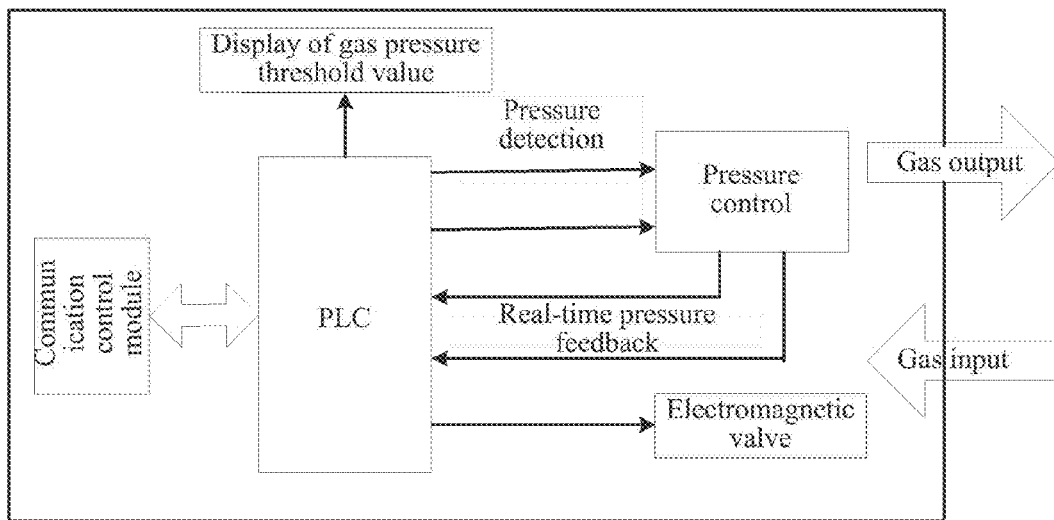 Display of gas pressure
threshold value
Pressure
detection
Pressure
control
Gas output
Commun
ication
control
module
PLC
Real-time pressure
feedback
Gas input
Electromagnetic
valve